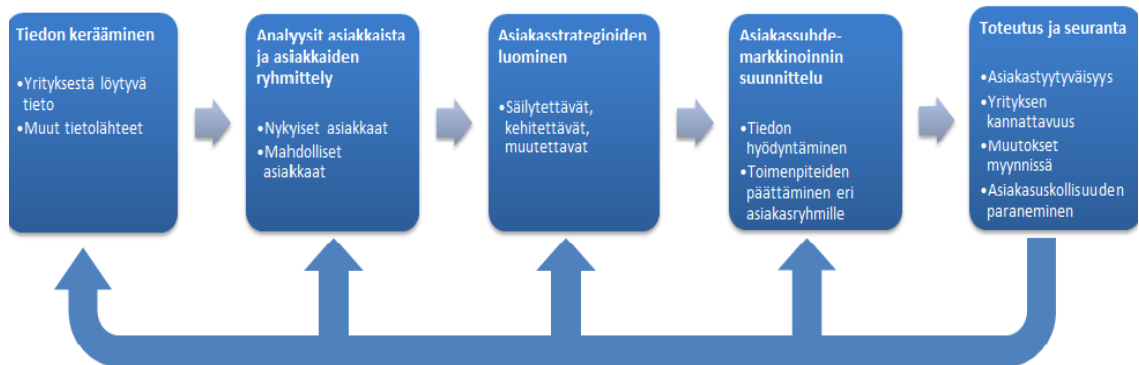 Tiedon kerääminen
•Yrityksestä löytyvä
tieto
•Muut tietolähteet
Analyysit asiakkaista
ja asiakkaiden
ryhmittely
•Nykyiset asiakkaat
•Mahdolliset
asiakkaat
Asiakasstrategioiden
luominen
•Säilytettävät,
kehitettävät,
muutettavat
Asiakassuhde-
markkinoinnin
suunnittelu
•Tiedon
hyödyntäminen
•Toimenpiteiden
päättäminen eri
asiakasryhmille
Toteutus ja seuranta
•Asiakastyytyväisyys
•Yrityksen
kannattavuus
•Muutokset
myynnissä
•Asiakasuskollisuuden
paraneminen